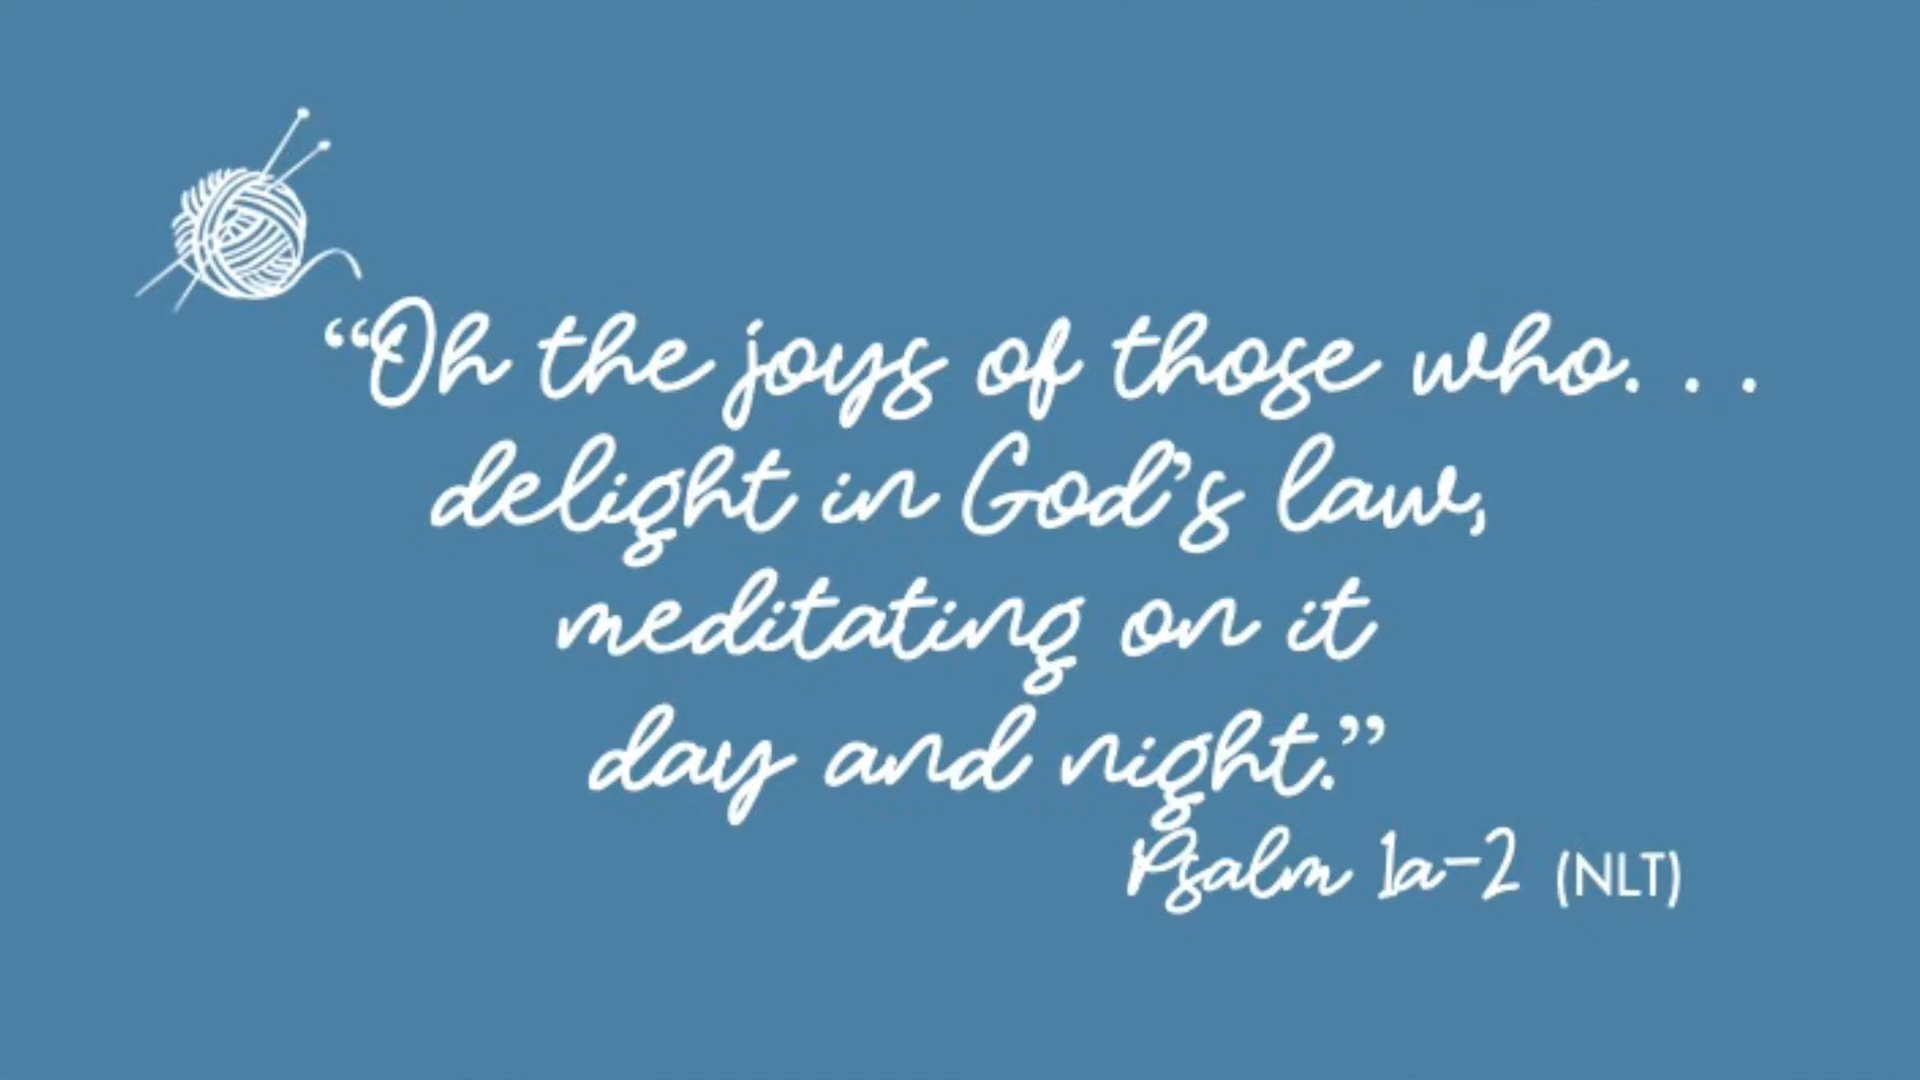 “Oh the joys of those who. . .
delight in God’s law,
meditating on it
day and night.”
Psalm 1a-2 (NLT)